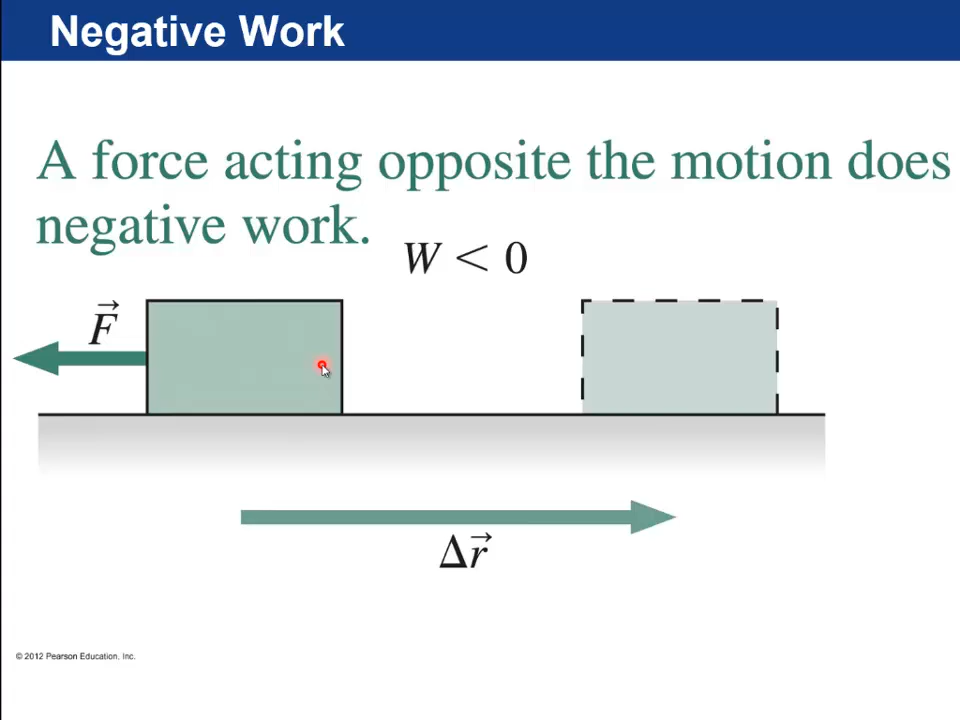 Negative Work
A force acting opposite the motion does
negative work.
W < 0
F⃗
Δr⃗
© 2012 Pearson Education, Inc.